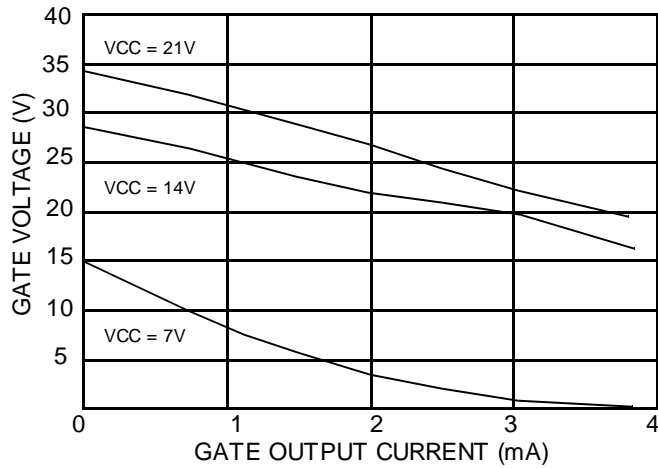 40
VCC = 21V
35
30
25
VCC = 14V
20
15
10
VCC = 7V
5
GATE VOLTAGE (V)
0 1 2 3 4
GATE OUTPUT CURRENT (mA)